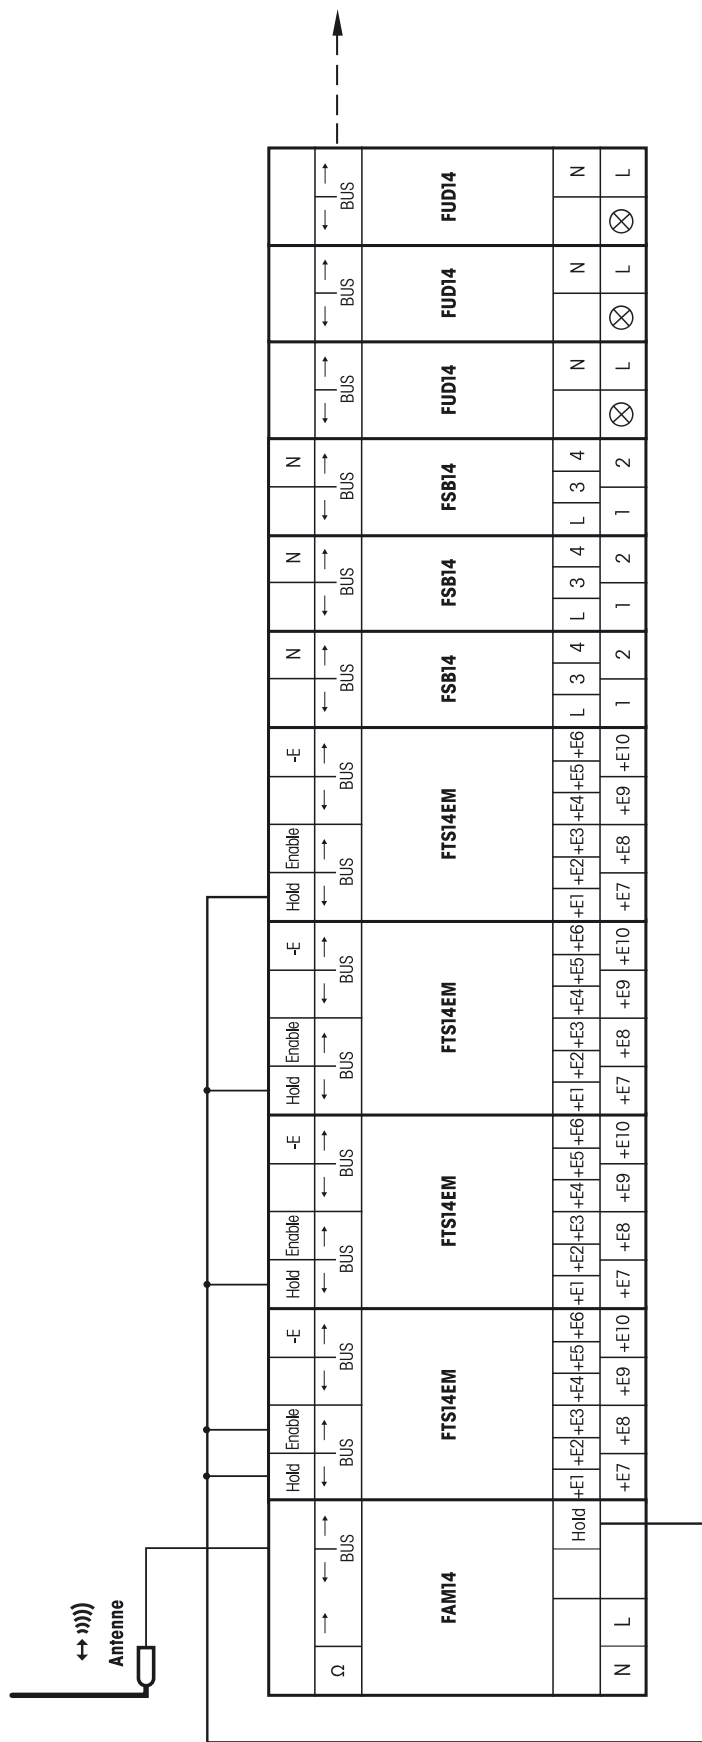 N L
BUS
FUD14
N L
BUS
FUD14
N L
BUS
FUD14
N
BUS
FSB14
L 3 4
1 2
N
BUS
FSB14
L 3 4
1 2
N
BUS
FSB14
L 3 4
1 2
Hold Enable -E
BUS BUS
FTS14EM
+E1 +E2 +E3 +E4 +E5 +E6
+E7 +E8 +E9 +E10
Hold Enable -E
BUS BUS
FTS14EM
+E1 +E2 +E3 +E4 +E5 +E6
+E7 +E8 +E9 +E10
Hold Enable -E
BUS BUS
FTS14EM
+E1 +E2 +E3 +E4 +E5 +E6
+E7 +E8 +E9 +E10
Hold Enable -E
BUS BUS
FTS14EM
+E1 +E2 +E3 +E4 +E5 +E6
+E7 +E8 +E9 +E10
Antenne
Ω BUS
FAM14
Hold
N L